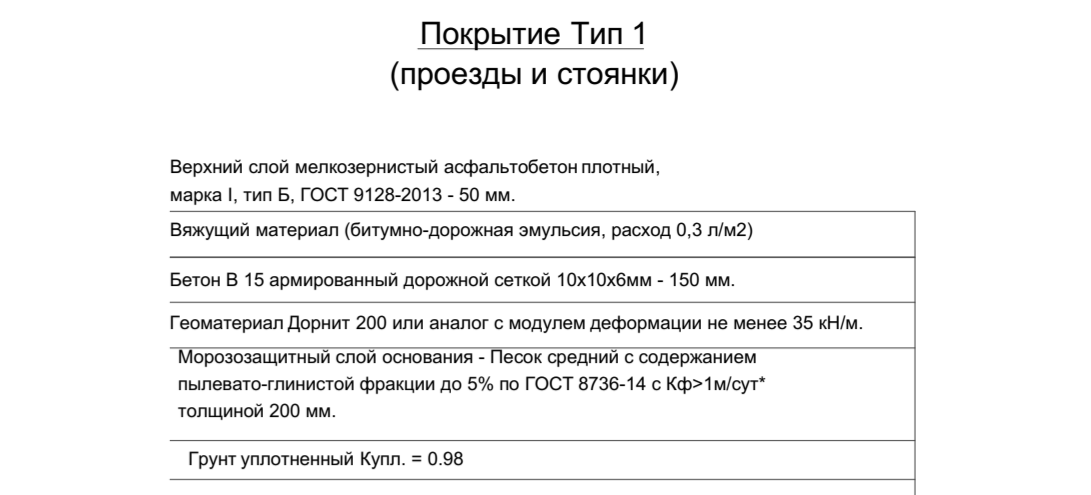 Покрытие Тип 1
(проезды и стоянки)
Верхний слой мелкозернистый асфальтобетон плотный,
марка I, тип Б, ГОСТ 9128-2013 - 50 мм.
Вяжущий материал (битумно-дорожная эмульсия, расход 0,3 л/м2)
Бетон В 15 армированный дорожной сеткой 10х10х6мм - 150 мм.
Геоматериал Дорнит 200 или аналог с модулем деформации не менее 35 кН/м.
Морозозащитный слой основания - Песок средний с содержанием
пылевато-глинистой фракции до 5% по ГОСТ 8736-14 с Кф>1м/сут*
толщиной 200 мм.
Грунт уплотненный Купл. = 0.98